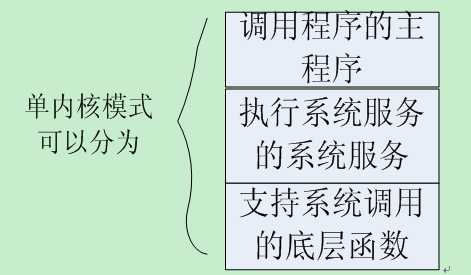 单内核模式
可以分为
调用程序的主
程序
执行系统服务
的系统服务
支持系统调用
的底层函数